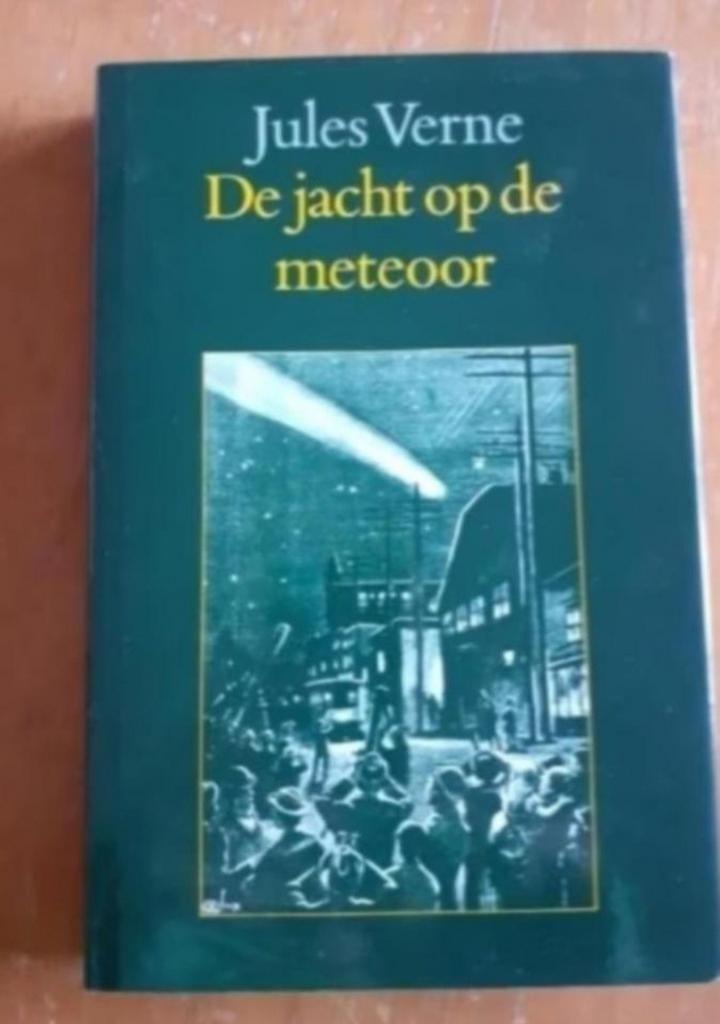 Jules Verne
De jacht op de
meteoor